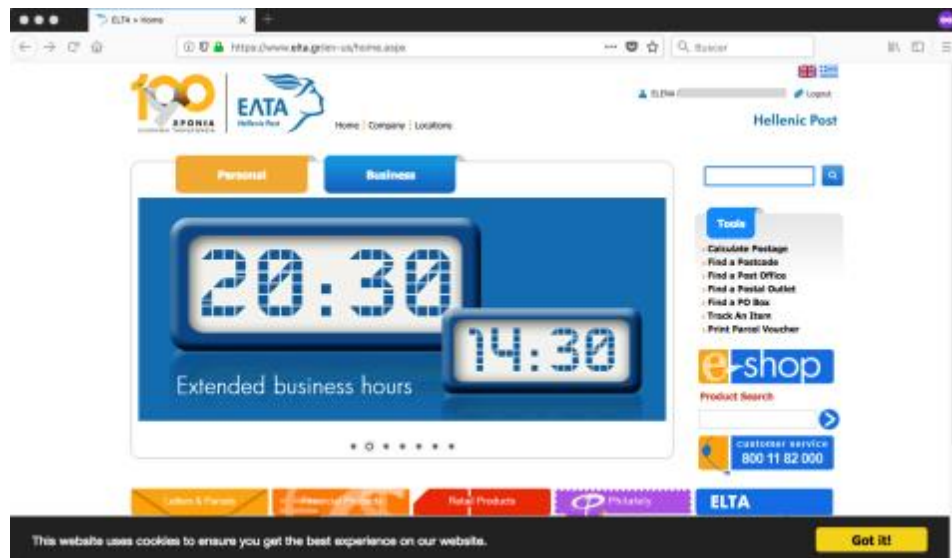 ELTA » Home
https://www.elta.gr/en-us/home.aspx
Buscar
100
ΧΡΟΝΙΑ
ΕΛΤΑ
Hellenic Post
Home Company Locations
ELENA
Logout
Hellenic Post
Personal
Business
20:30
14:30
Extended business hours
Tools
Calculate Postage
Find a Postcode
Find a Post Office
Find a Postal Outlet
Find a PO Box
Track An Item
Print Parcel Voucher
e-shop
Product Search
customer service
800 11 82 000
Letters & Parcels
Financial Products
Retail Products
Philately
ELTA
This website uses cookies to ensure you get the best experience on our website.
Got it!